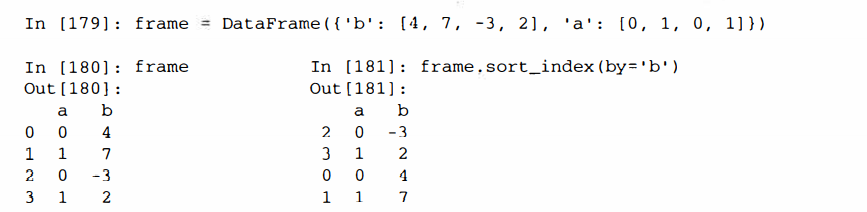 In [179]: frame = DataFrame({'b': [4, 7, -3, 2], 'a': [0, 1, 0, 1]})
In [180]: frame
Out[180]:
   a  b
0  0  4
1  1  7
2  0 -3
3  1  2
In [181]: frame.sort_index(by='b')
Out[181]:
   a  b
2  0 -3
3  1  2
0  0  4
1  1  7